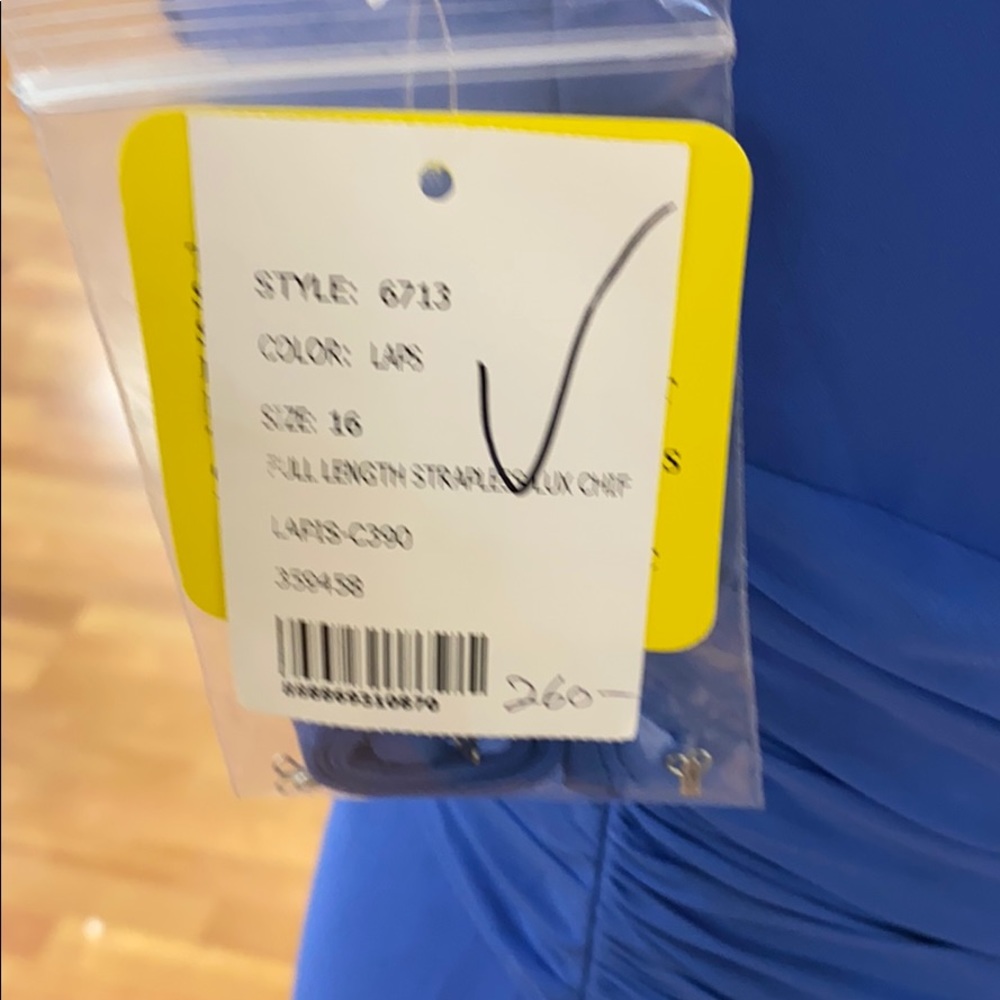 STYLE: 6713
COLOR: LAPS
SIZE: 16
FULL LENGTH STRAPLESS LUX CHIF
LAPIS-C390
359458
260-
S